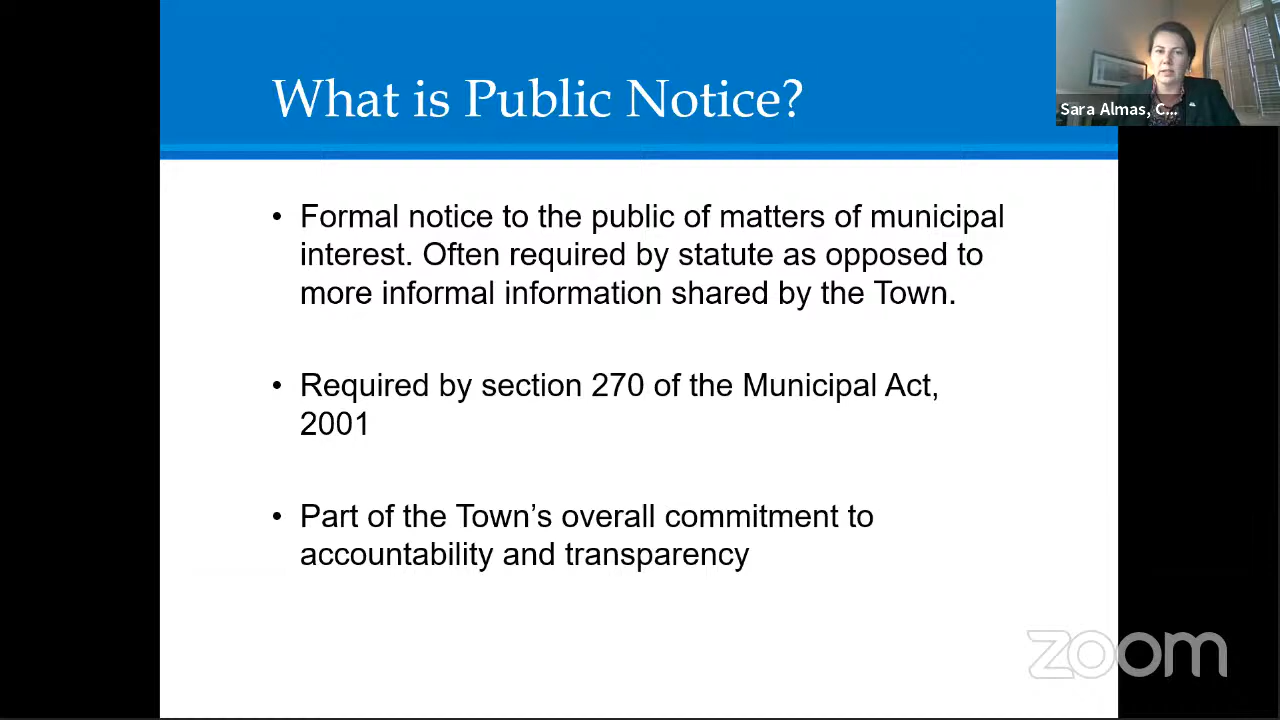 What is Public Notice?
Sara Almas, C...
• Formal notice to the public of matters of municipal
interest. Often required by statute as opposed to
more informal information shared by the Town.
• Required by section 270 of the Municipal Act,
2001
• Part of the Town’s overall commitment to
accountability and transparency
zoom